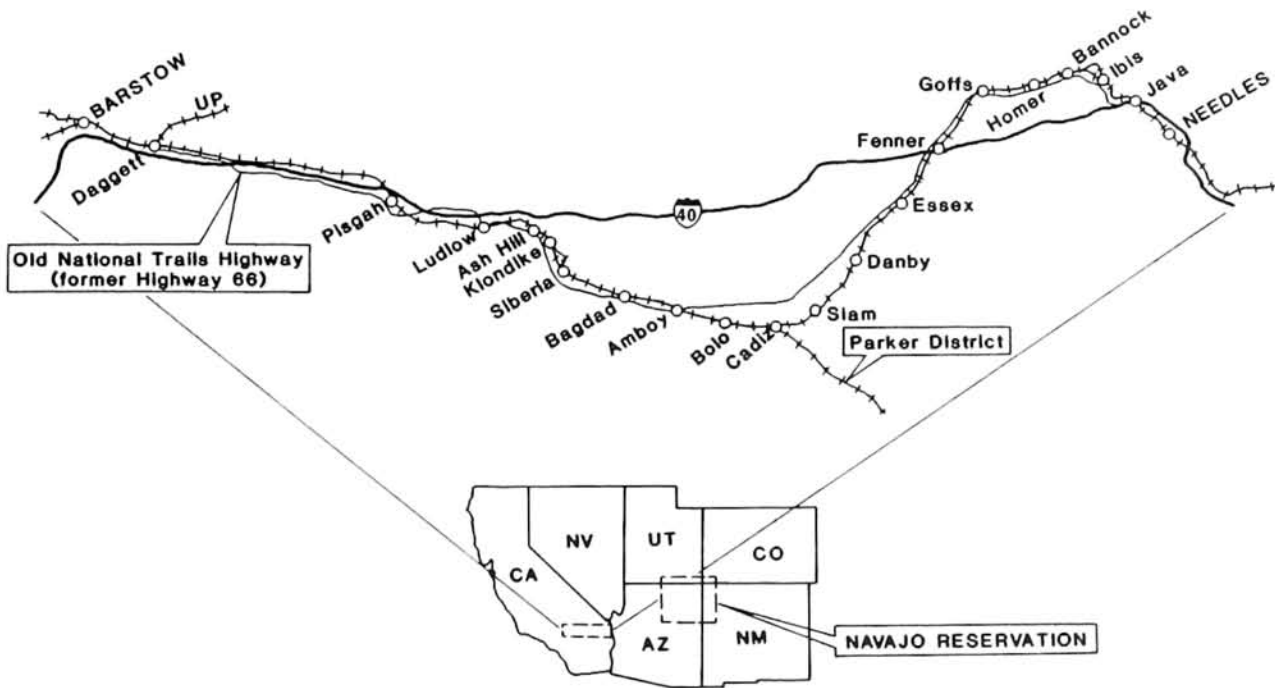 BARSTOW
UP
Daggett
Old National Trails Highway
(former Highway 66)
Pisgah
Ludlow
Ash Hill
Klondike
Siberia
Bagdad
Amboy
Bolo
Cadiz
Siam
Parker District
Danby
Essex
40
Fenner
Goffs
Homer
Bannock
Ibis
Java
NEEDLES
NV
UT
CO
CA
AZ
NM
NAVAJO RESERVATION